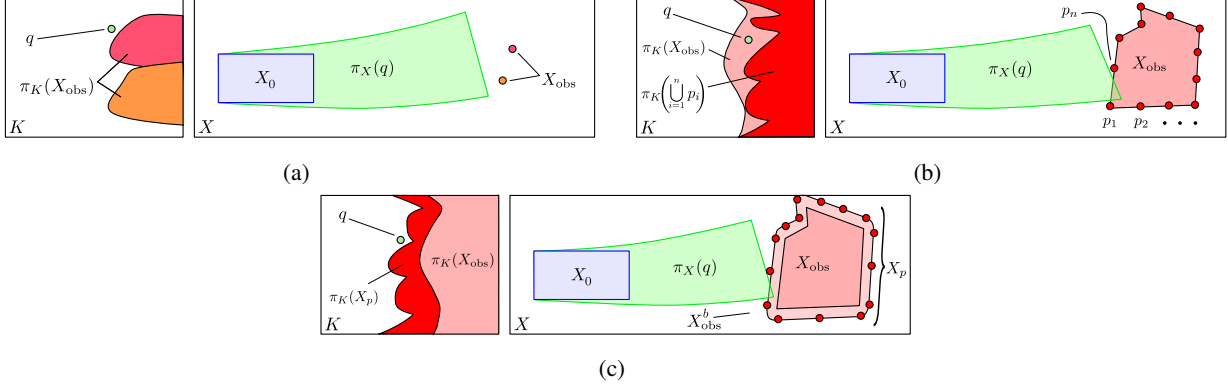 q
π_K(X_obs)
K
X_0
π_X(q)
X_obs
X
(a)
q
π_K(X_obs)
π_K(⋃_{i=1}^{n} p_i)
K
p_n
X_0
π_X(q)
X_obs
X
p_1 p_2 • • •
(b)
q
π_K(X_obs)
π_K(X_p)
K
X_0
π_X(q)
X_obs
X_p
X_obs^b
X
(c)